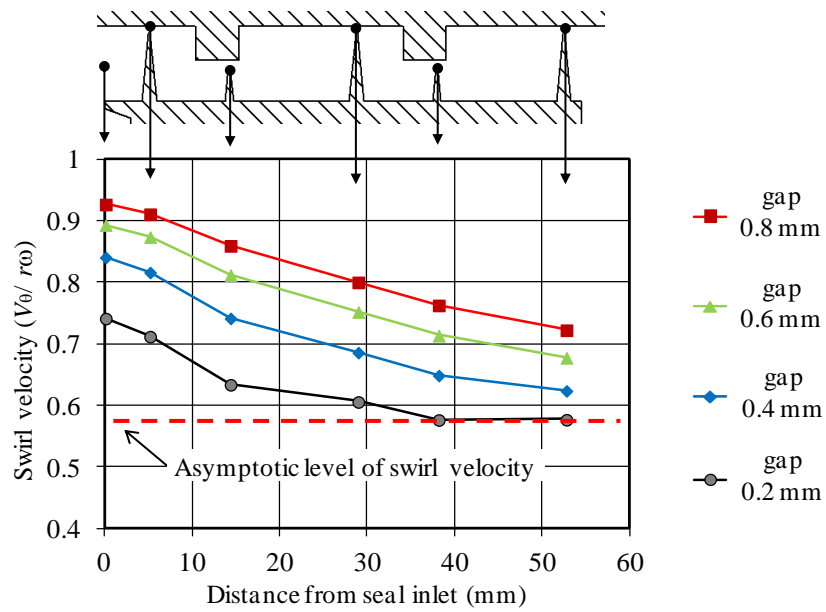 1
0.9
0.8
0.7
0.6
0.5
0.4
Swirl velocity (Vθ/ rω)
Asymptotic level of swirl velocity
0 10 20 30 40 50 60
Distance from seal inlet (mm)
gap
0.8 mm
gap
0.6 mm
gap
0.4 mm
gap
0.2 mm